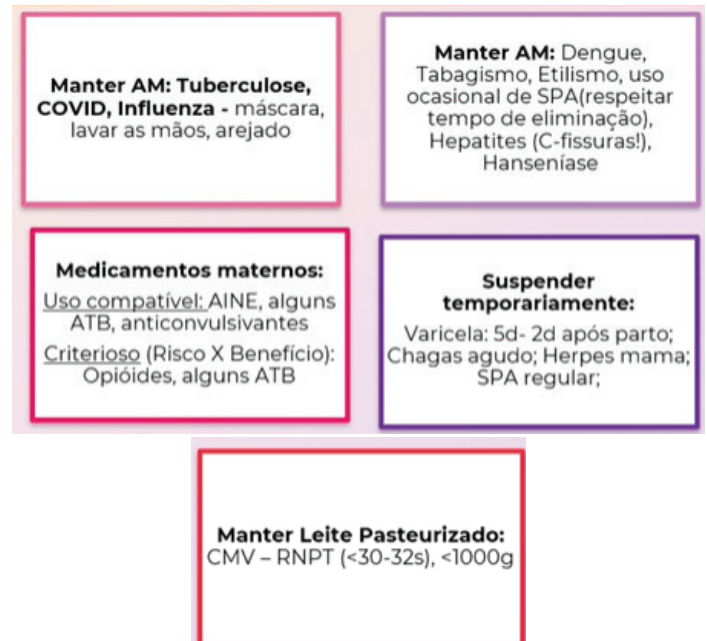 Manter AM: Tuberculose,
COVID, Influenza - máscara,
lavar as mãos, arejado
Manter AM: Dengue,
Tabagismo, Etilismo, uso
ocasional de SPA(respeitar
tempo de eliminação),
Hepatites (C-fissuras!),
Hanseníase
Medicamentos maternos:
Uso compatível: AINE, alguns
ATB, anticonvulsivantes
Criterioso (Risco X Benefício):
Opióides, alguns ATB
Suspender
temporariamente:
Varicela: 5d- 2d após parto;
Chagas agudo; Herpes mama;
SPA regular;
Manter Leite Pasteurizado:
CMV – RNPT (<30-32s), <1000g